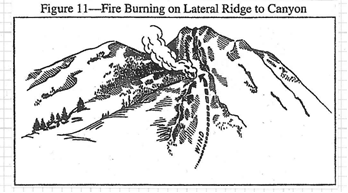 Figure 11—Fire Burning on Lateral Ridge to Canyon
WIND